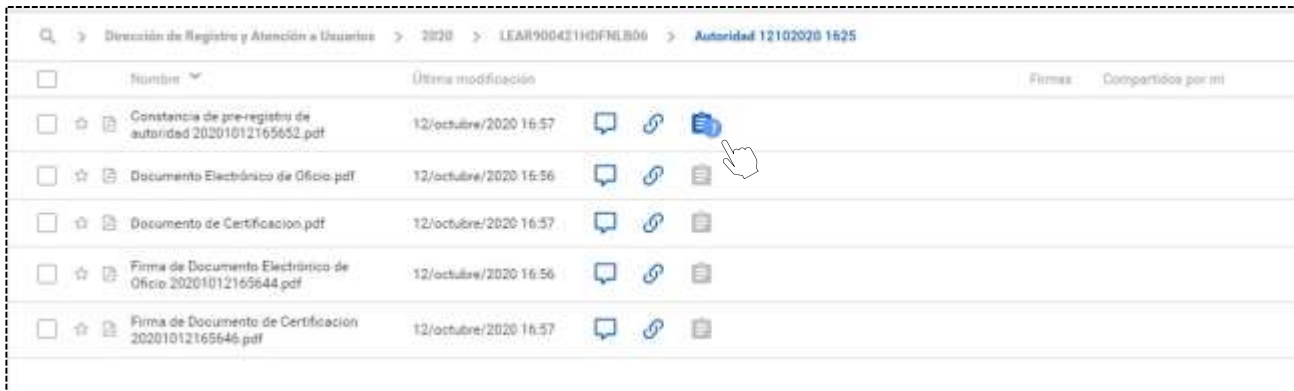 > Dirección de Registro y Atención a Usuarios > 2020 > LEAR900421HDFNLB06 > Autoridad 12102020 1625
Nombre Última modificación Firmas Compartidos por mi
Constancia de pre-registro de
autoridad 20201012165652.pdf
12/octubre/2020 16:57
Documento Electrónico de Oficio.pdf 12/octubre/2020 16:56
Documento de Certificacion.pdf 12/octubre/2020 16:57
Firma de Documento Electrónico de
Oficio 20201012165644.pdf
12/octubre/2020 16:56
Firma de Documento de Certificacion
20201012165646.pdf
12/octubre/2020 16:57